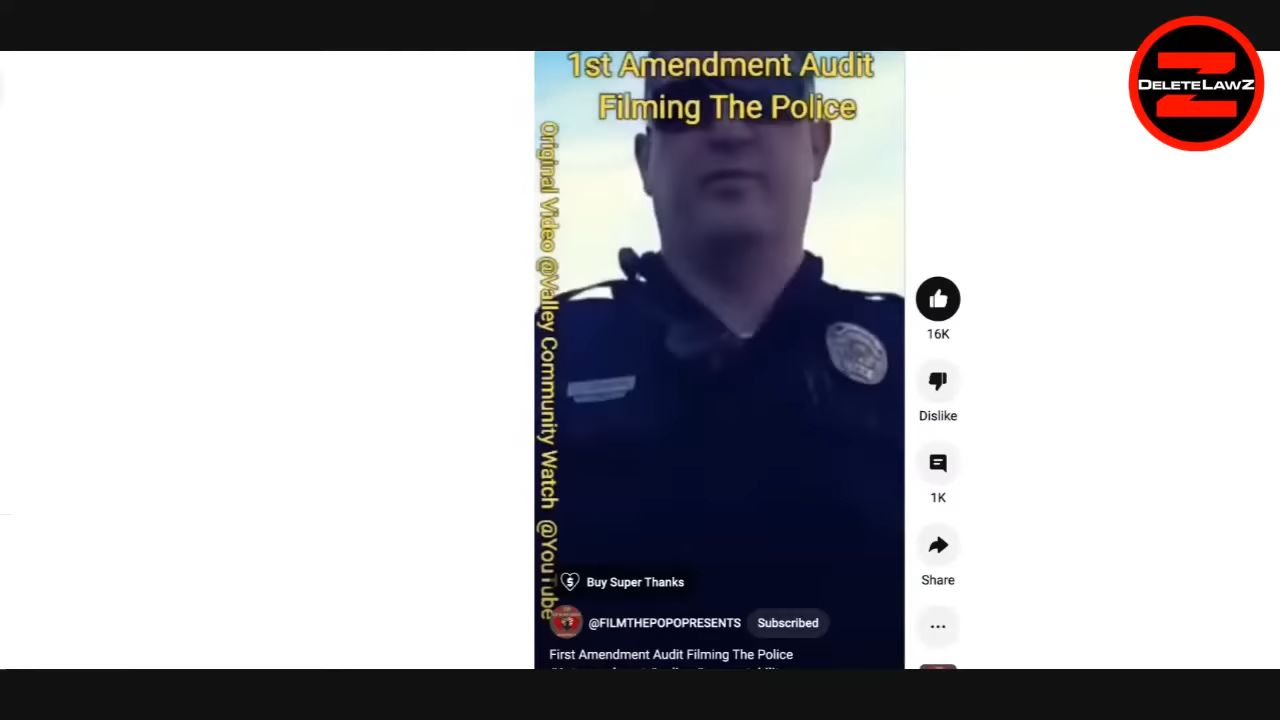 1st Amendment Audit
Filming The Police
DELETELAWZ
Original Video @Valley Community Watch @YouTube
16K
Dislike
1K
Share
Buy Super Thanks
@FILMTHEPOPOPRESENTS
Subscribed
First Amendment Audit Filming The Police